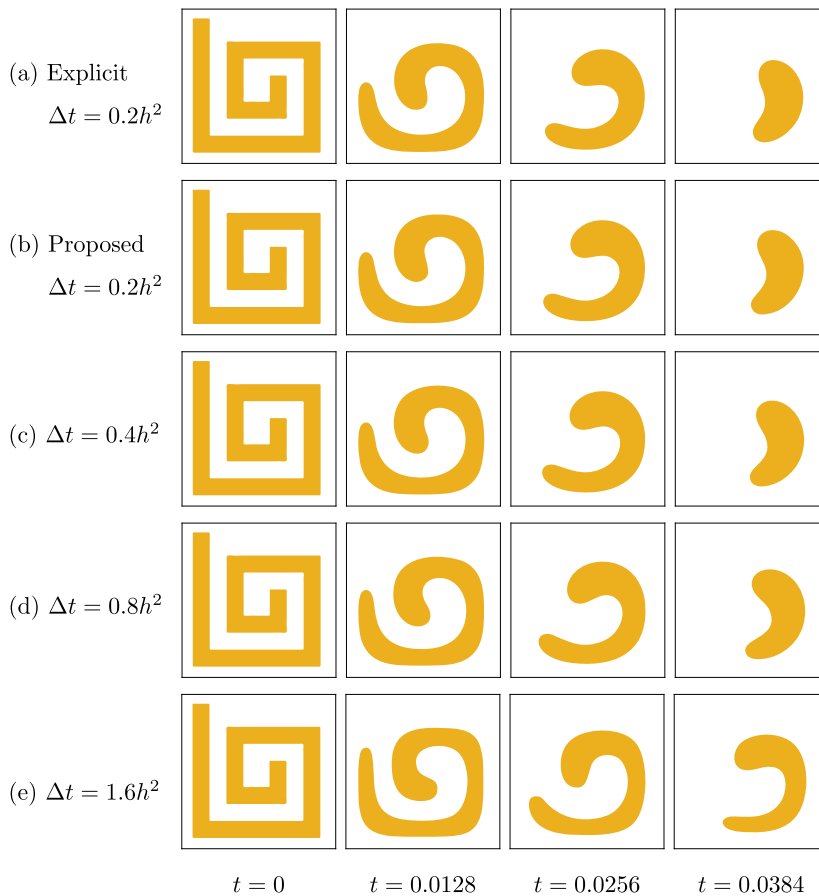 (a) Explicit
Δt = 0.2h²
(b) Proposed
Δt = 0.2h²
(c) Δt = 0.4h²
(d) Δt = 0.8h²
(e) Δt = 1.6h²
t = 0
t = 0.0128
t = 0.0256
t = 0.0384